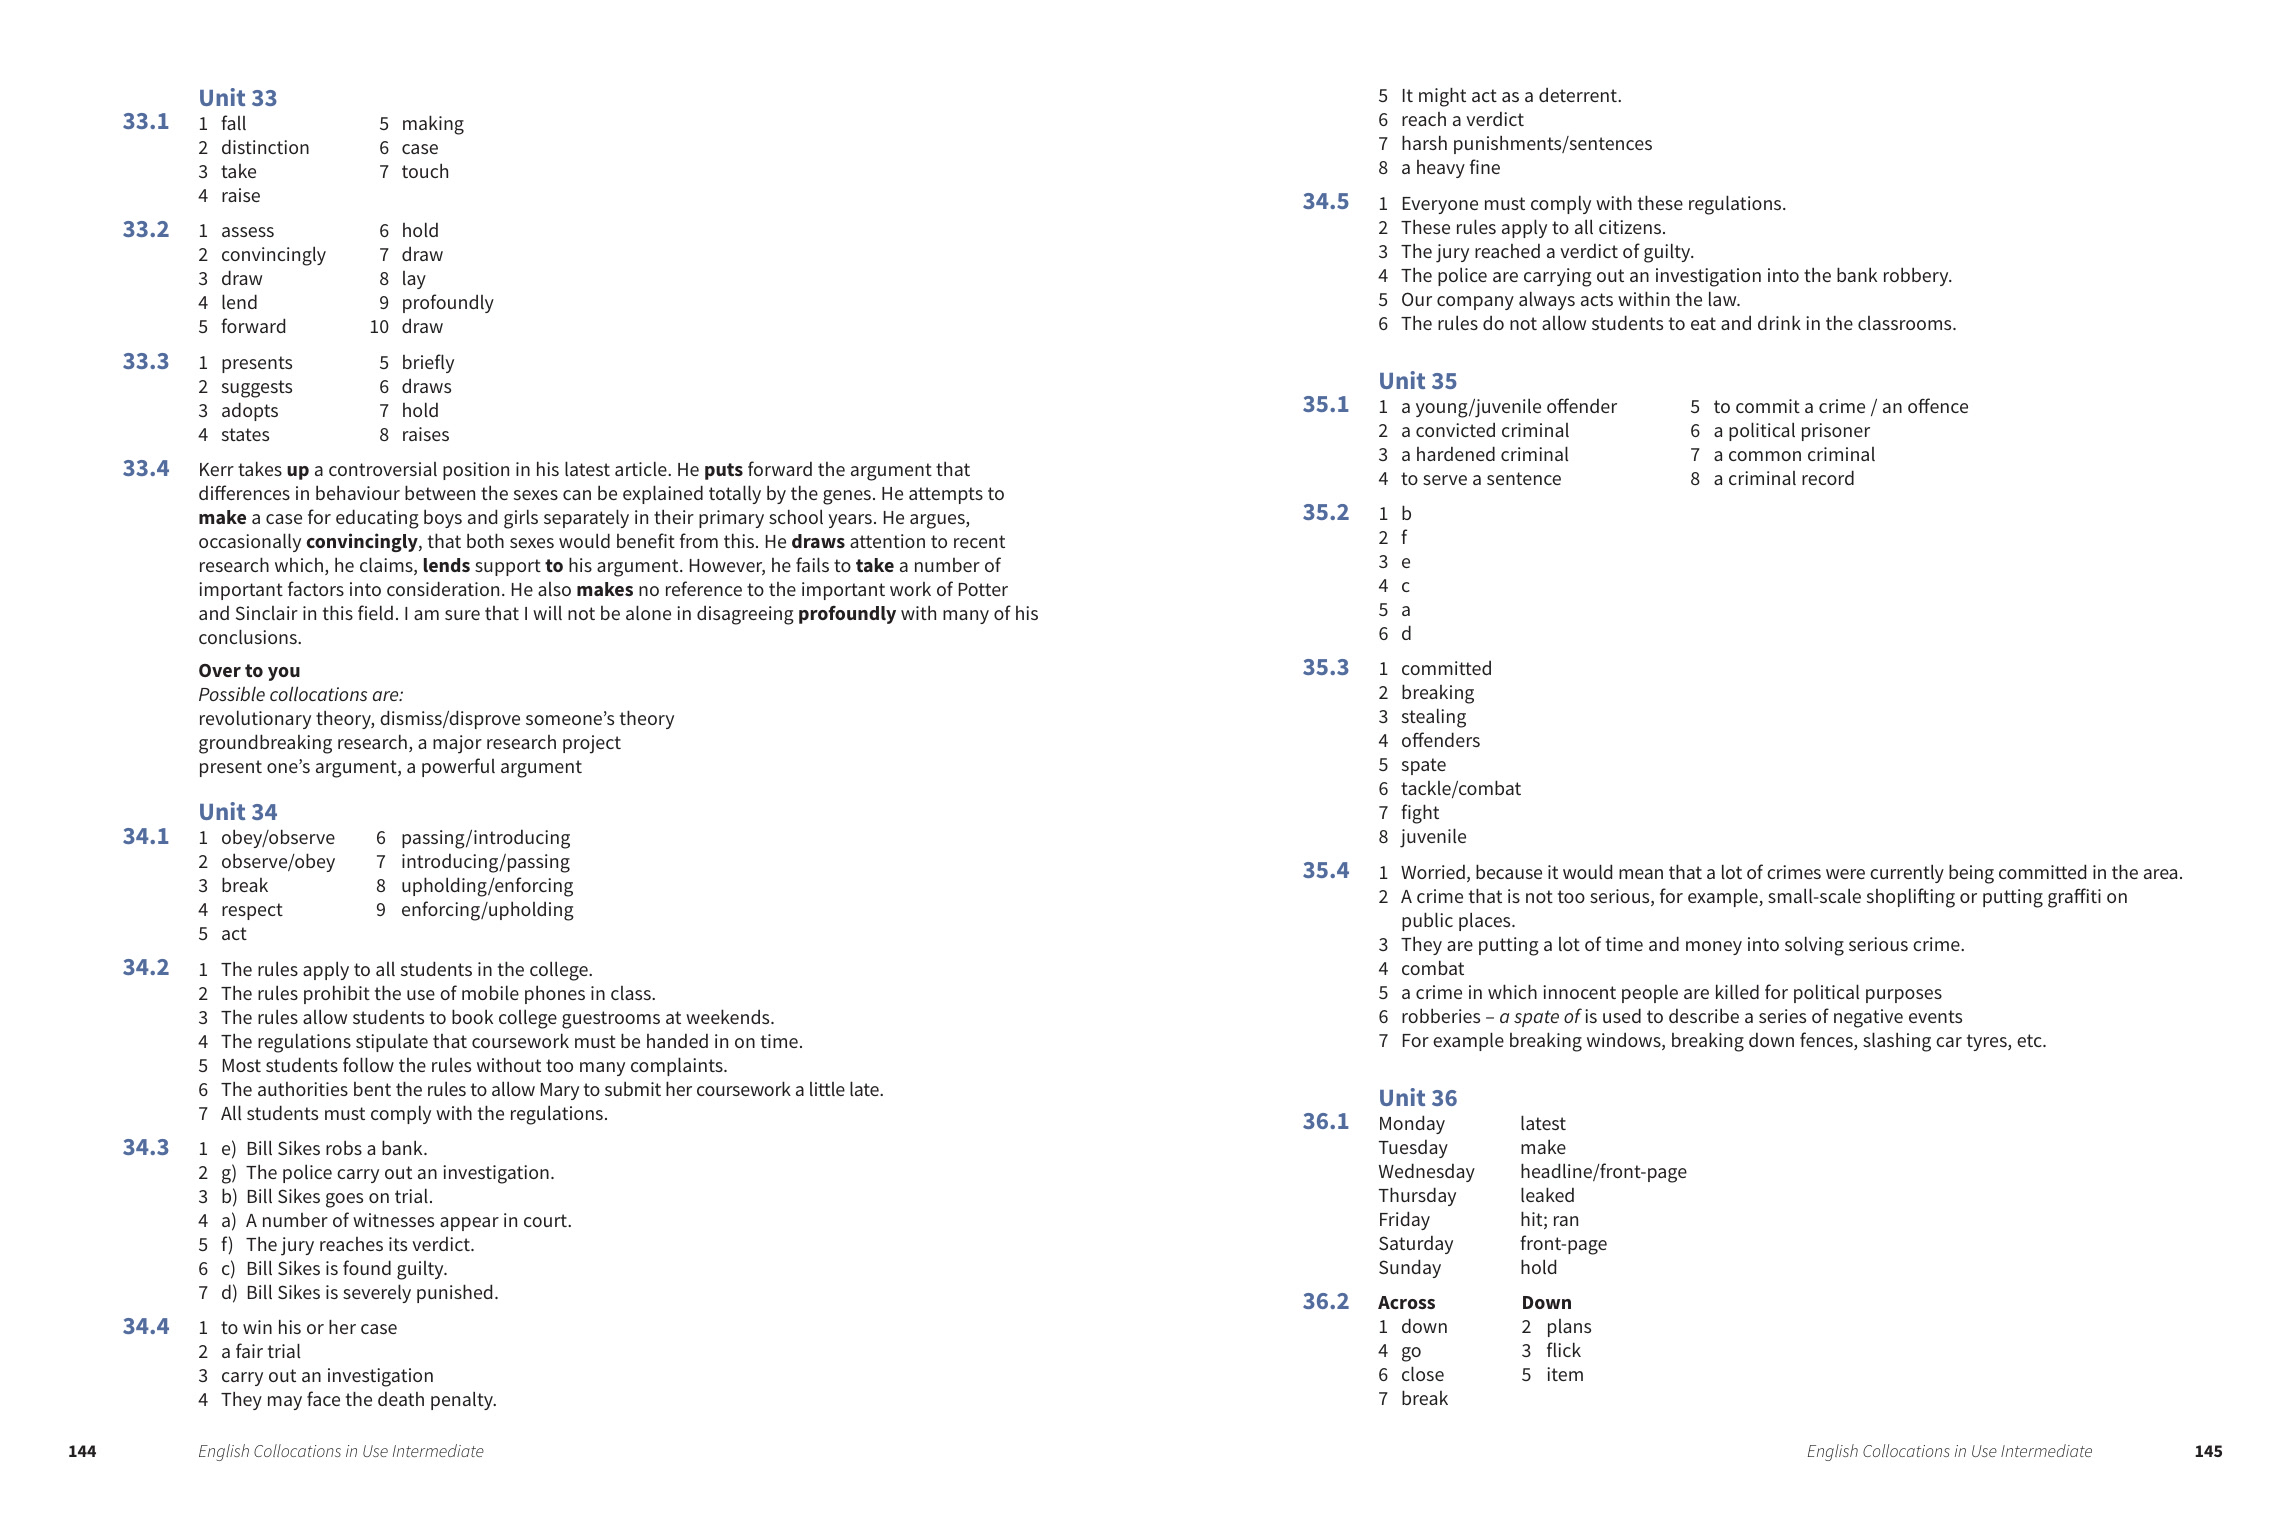 Unit 33
33.1 1 fall 5 making
2 distinction 6 case
3 take 7 touch
4 raise
33.2 1 assess 6 hold
2 convincingly 7 draw
3 draw 8 lay
4 lend 9 profoundly
5 forward 10 draw
33.3 1 presents 5 briefly
2 suggests 6 draws
3 adopts 7 hold
4 states 8 raises
33.4 Kerr takes up a controversial position in his latest article. He puts forward the argument that
differences in behaviour between the sexes can be explained totally by the genes. He attempts to
make a case for educating boys and girls separately in their primary school years. He argues,
occasionally convincingly, that both sexes would benefit from this. He draws attention to recent
research which, he claims, lends support to his argument. However, he fails to take a number of
important factors into consideration. He also makes no reference to the important work of Potter
and Sinclair in this field. I am sure that I will not be alone in disagreeing profoundly with many of his
conclusions.
Over to you
Possible collocations are:
revolutionary theory, dismiss/disprove someone’s theory
groundbreaking research, a major research project
present one’s argument, a powerful argument
Unit 34
34.1 1 obey/observe 6 passing/introducing
2 observe/obey 7 introducing/passing
3 break 8 upholding/enforcing
4 respect 9 enforcing/upholding
5 act
34.2 1 The rules apply to all students in the college.
2 The rules prohibit the use of mobile phones in class.
3 The rules allow students to book college guestrooms at weekends.
4 The regulations stipulate that coursework must be handed in on time.
5 Most students follow the rules without too many complaints.
6 The authorities bent the rules to allow Mary to submit her coursework a little late.
7 All students must comply with the regulations.
34.3 1 e) Bill Sikes robs a bank.
2 g) The police carry out an investigation.
3 b) Bill Sikes goes on trial.
4 a) A number of witnesses appear in court.
5 f) The jury reaches its verdict.
6 c) Bill Sikes is found guilty.
7 d) Bill Sikes is severely punished.
34.4 1 to win his or her case
2 a fair trial
3 carry out an investigation
4 They may face the death penalty.
144 English Collocations in Use Intermediate
5 It might act as a deterrent.
6 reach a verdict
7 harsh punishments/sentences
8 a heavy fine
34.5 1 Everyone must comply with these regulations.
2 These rules apply to all citizens.
3 The jury reached a verdict of guilty.
4 The police are carrying out an investigation into the bank robbery.
5 Our company always acts within the law.
6 The rules do not allow students to eat and drink in the classrooms.
Unit 35
35.1 1 a young/juvenile offender 5 to commit a crime / an offence
2 a convicted criminal 6 a political prisoner
3 a hardened criminal 7 a common criminal
4 to serve a sentence 8 a criminal record
35.2 1 b
2 f
3 e
4 c
5 a
6 d
35.3 1 committed
2 breaking
3 stealing
4 offenders
5 spate
6 tackle/combat
7 fight
8 juvenile
35.4 1 Worried, because it would mean that a lot of crimes were currently being committed in the area.
2 A crime that is not too serious, for example, small-scale shoplifting or putting graffiti on
public places.
3 They are putting a lot of time and money into solving serious crime.
4 combat
5 a crime in which innocent people are killed for political purposes
6 robberies – a spate of is used to describe a series of negative events
7 For example breaking windows, breaking down fences, slashing car tyres, etc.
Unit 36
36.1 Monday latest
Tuesday make
Wednesday headline/front-page
Thursday leaked
Friday hit; ran
Saturday front-page
Sunday hold
36.2 Across Down
1 down 2 plans
4 go 3 flick
6 close 5 item
7 break
English Collocations in Use Intermediate 145